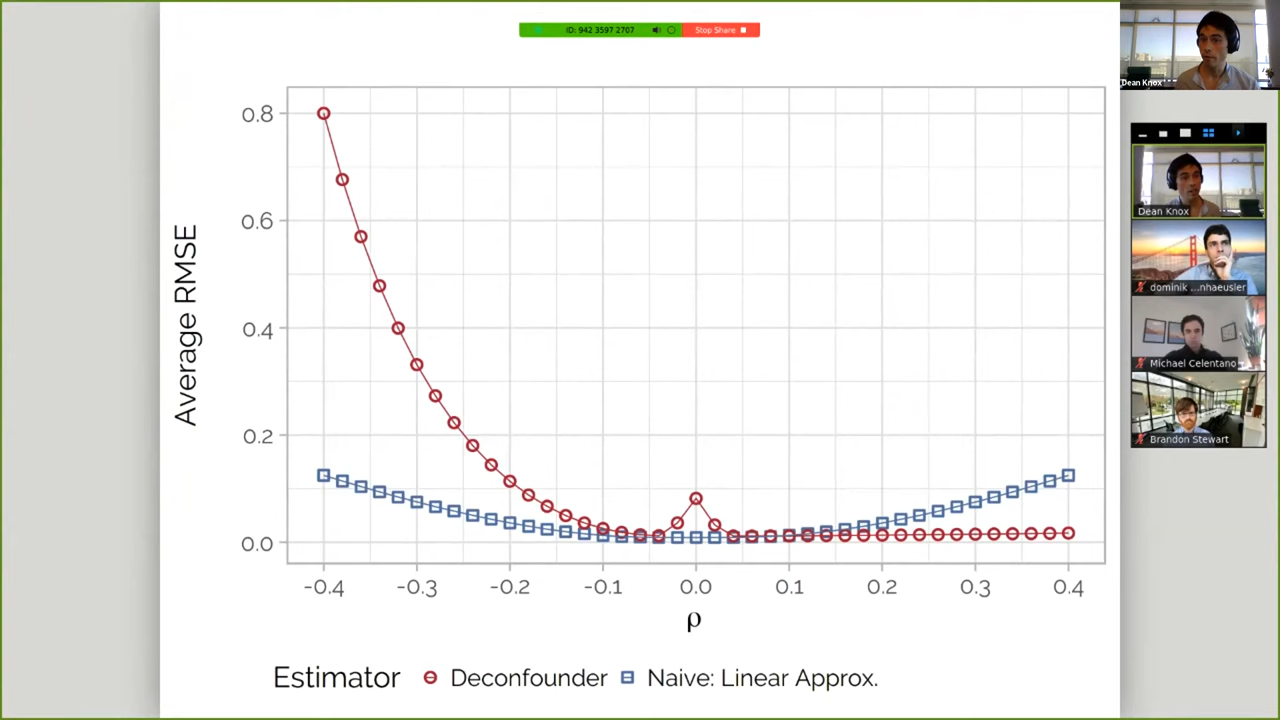 ID: 942 3597 2707
Stop Share
Average RMSE
0.8
0.6
0.4
0.2
0.0
-0.4 -0.3 -0.2 -0.1 0.0 0.1 0.2 0.3 0.4
ρ
Estimator Deconfounder Naive: Linear Approx.
Dean Knox
Dean Knox
dominik ...nhaeusler
Michael Celentano
Brandon Stewart